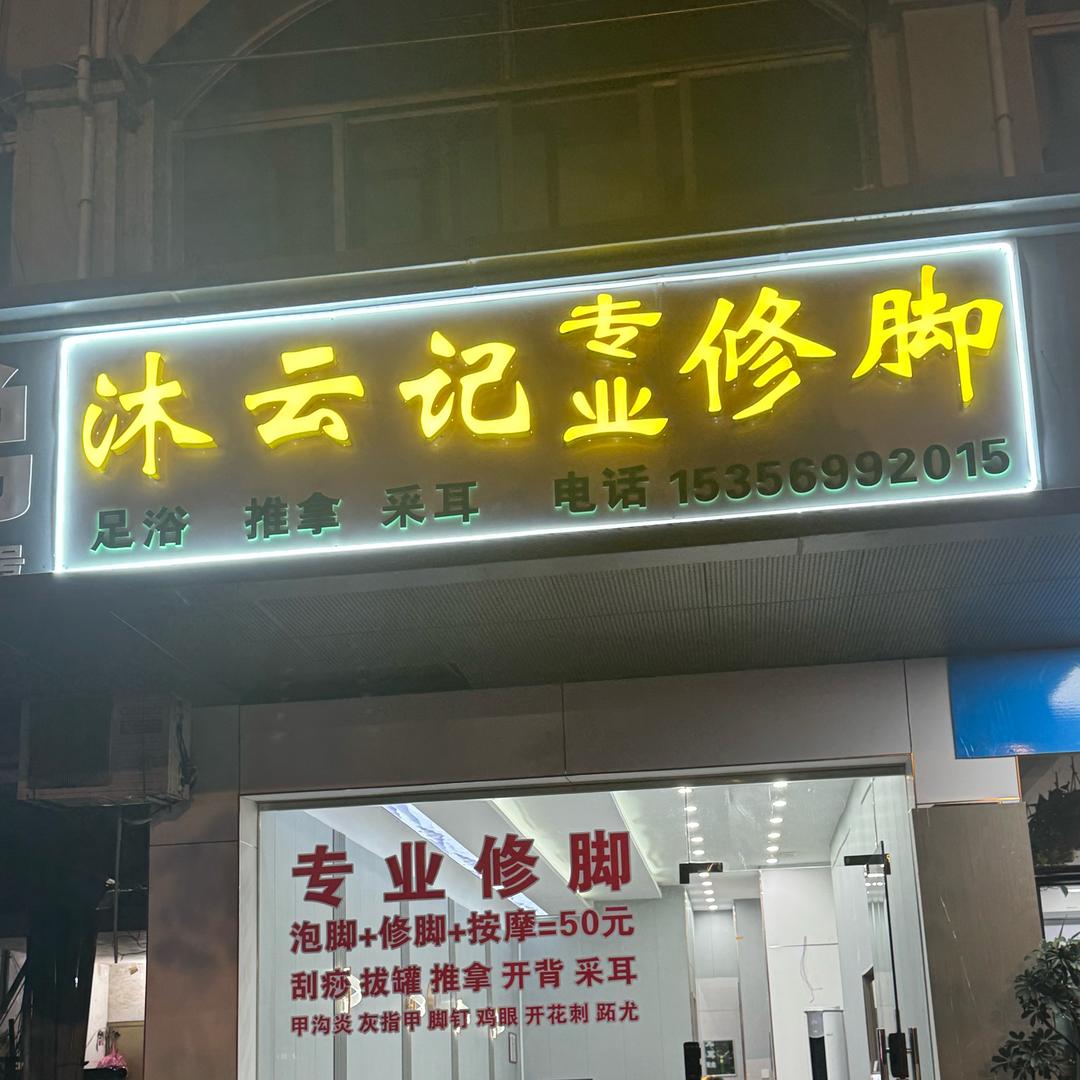 沐云记专业修脚
足浴 推拿 采耳 电话 15356992015
专业修脚
泡脚+修脚+按摩=50元
刮痧 拔罐 推拿 开背 采耳
甲沟炎 灰指甲 脚钉 鸡眼 开花刺 跖尤